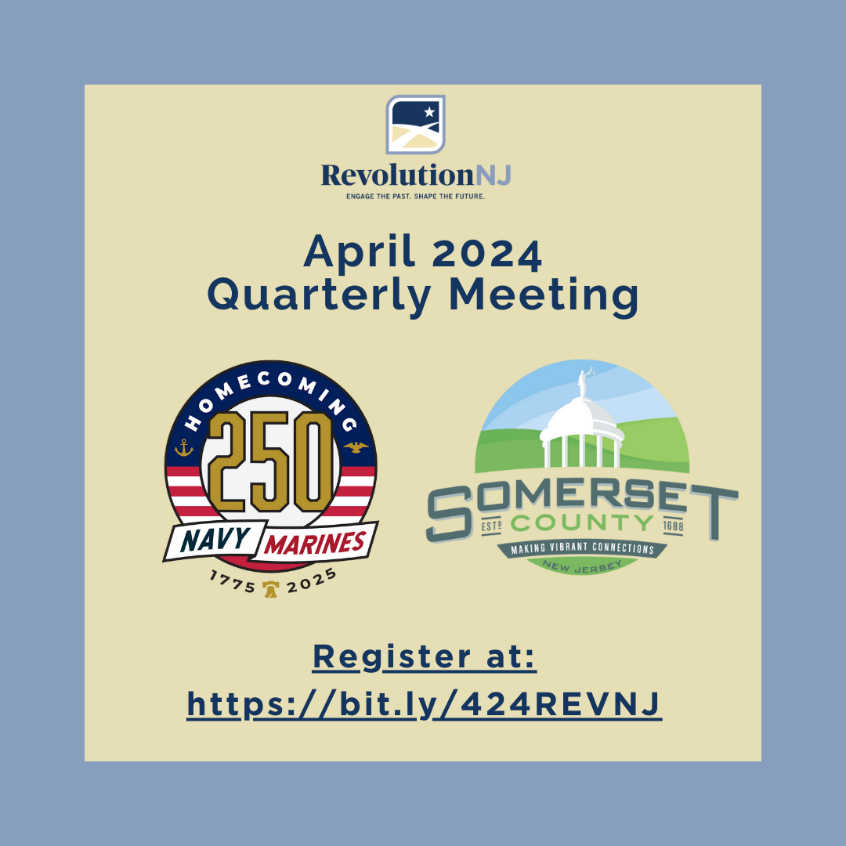 RevolutionNJ
ENGAGE THE PAST. SHAPE THE FUTURE.
April 2024
Quarterly Meeting
HOMECOMING
250
NAVY MARINES
1775 2025
SOMERSET
ESTD COUNTY 1688
MAKING VIBRANT CONNECTIONS
NEW JERSEY
Register at:
https://bit.ly/424REVNJ